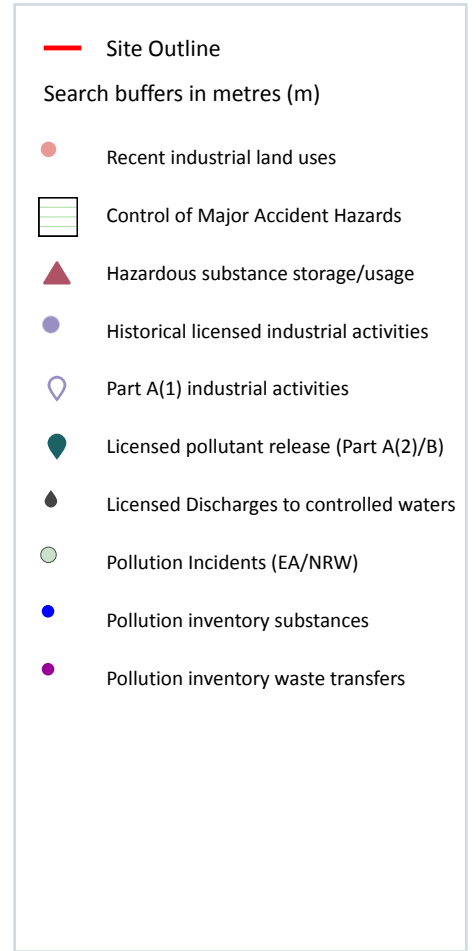 Site Outline
Search buffers in metres (m)
Recent industrial land uses
Control of Major Accident Hazards
Hazardous substance storage/usage
Historical licensed industrial activities
Part A(1) industrial activities
Licensed pollutant release (Part A(2)/B)
Licensed Discharges to controlled waters
Pollution Incidents (EA/NRW)
Pollution inventory substances
Pollution inventory waste transfers